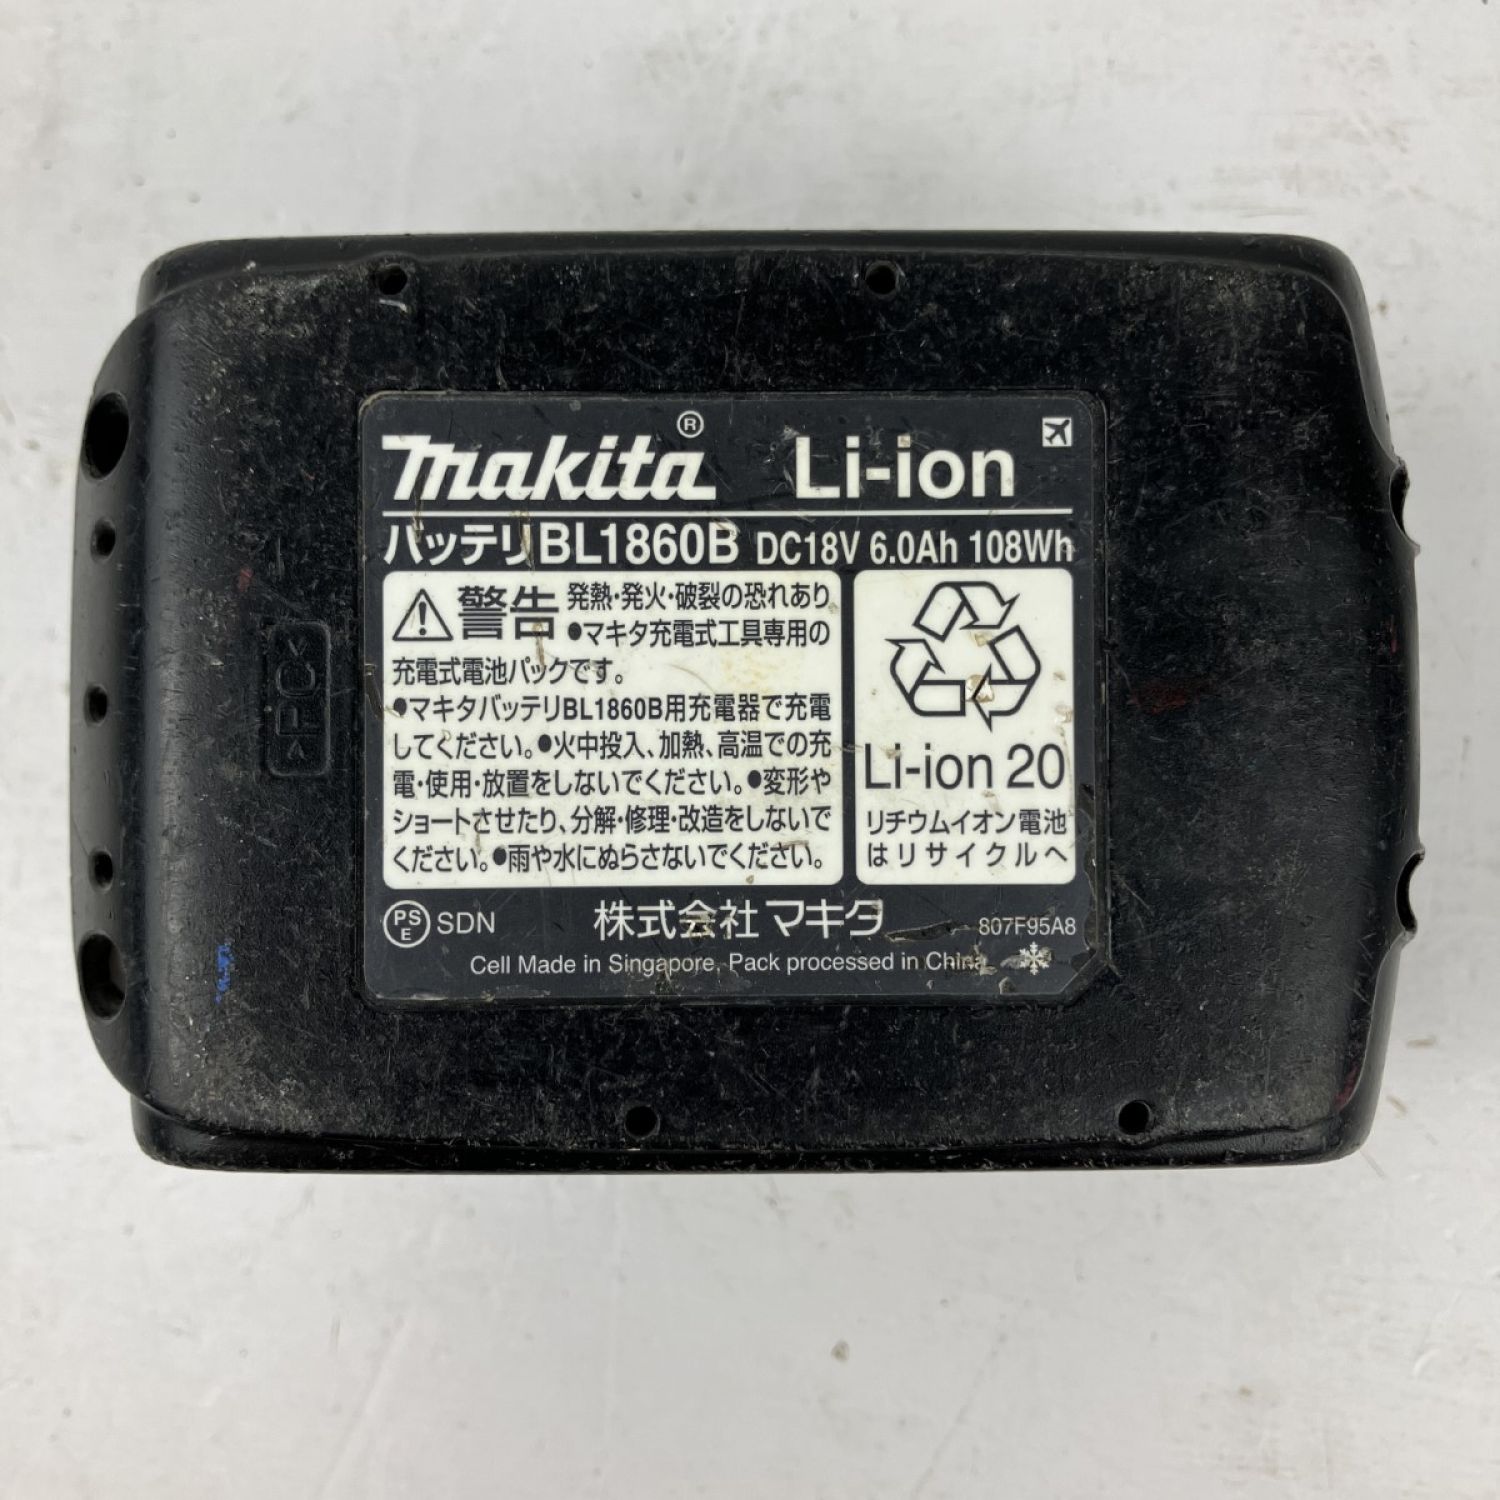 makita® Li-ion
バッテリBL1860B DC18V 6.0Ah 108Wh
警告 発熱・発火・破裂の恐れあり
●マキタ充電式工具専用の
充電式電池パックです。
●マキタバッテリBL1860B用充電器で充電
してください。●火中投入、加熱、高温での充
電・使用・放置をしないでください。●変形や
ショートさせたり、分解・修理・改造をしないで
ください。●雨や水にぬらさないでください。
Li-ion 20
リチウムイオン電池
はリサイクルへ
PS
E
SDN 株式会社マキタ 807F95A8
Cell Made in Singapore, Pack processed in China
>PC<